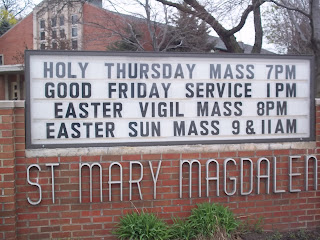 HOLY THURSDAY MASS 7PM
GOOD FRIDAY SERVICE 1PM
EASTER VIGIL MASS 8PM
EASTER SUN MASS 9 & 11AM
ST MARY MAGDALEN